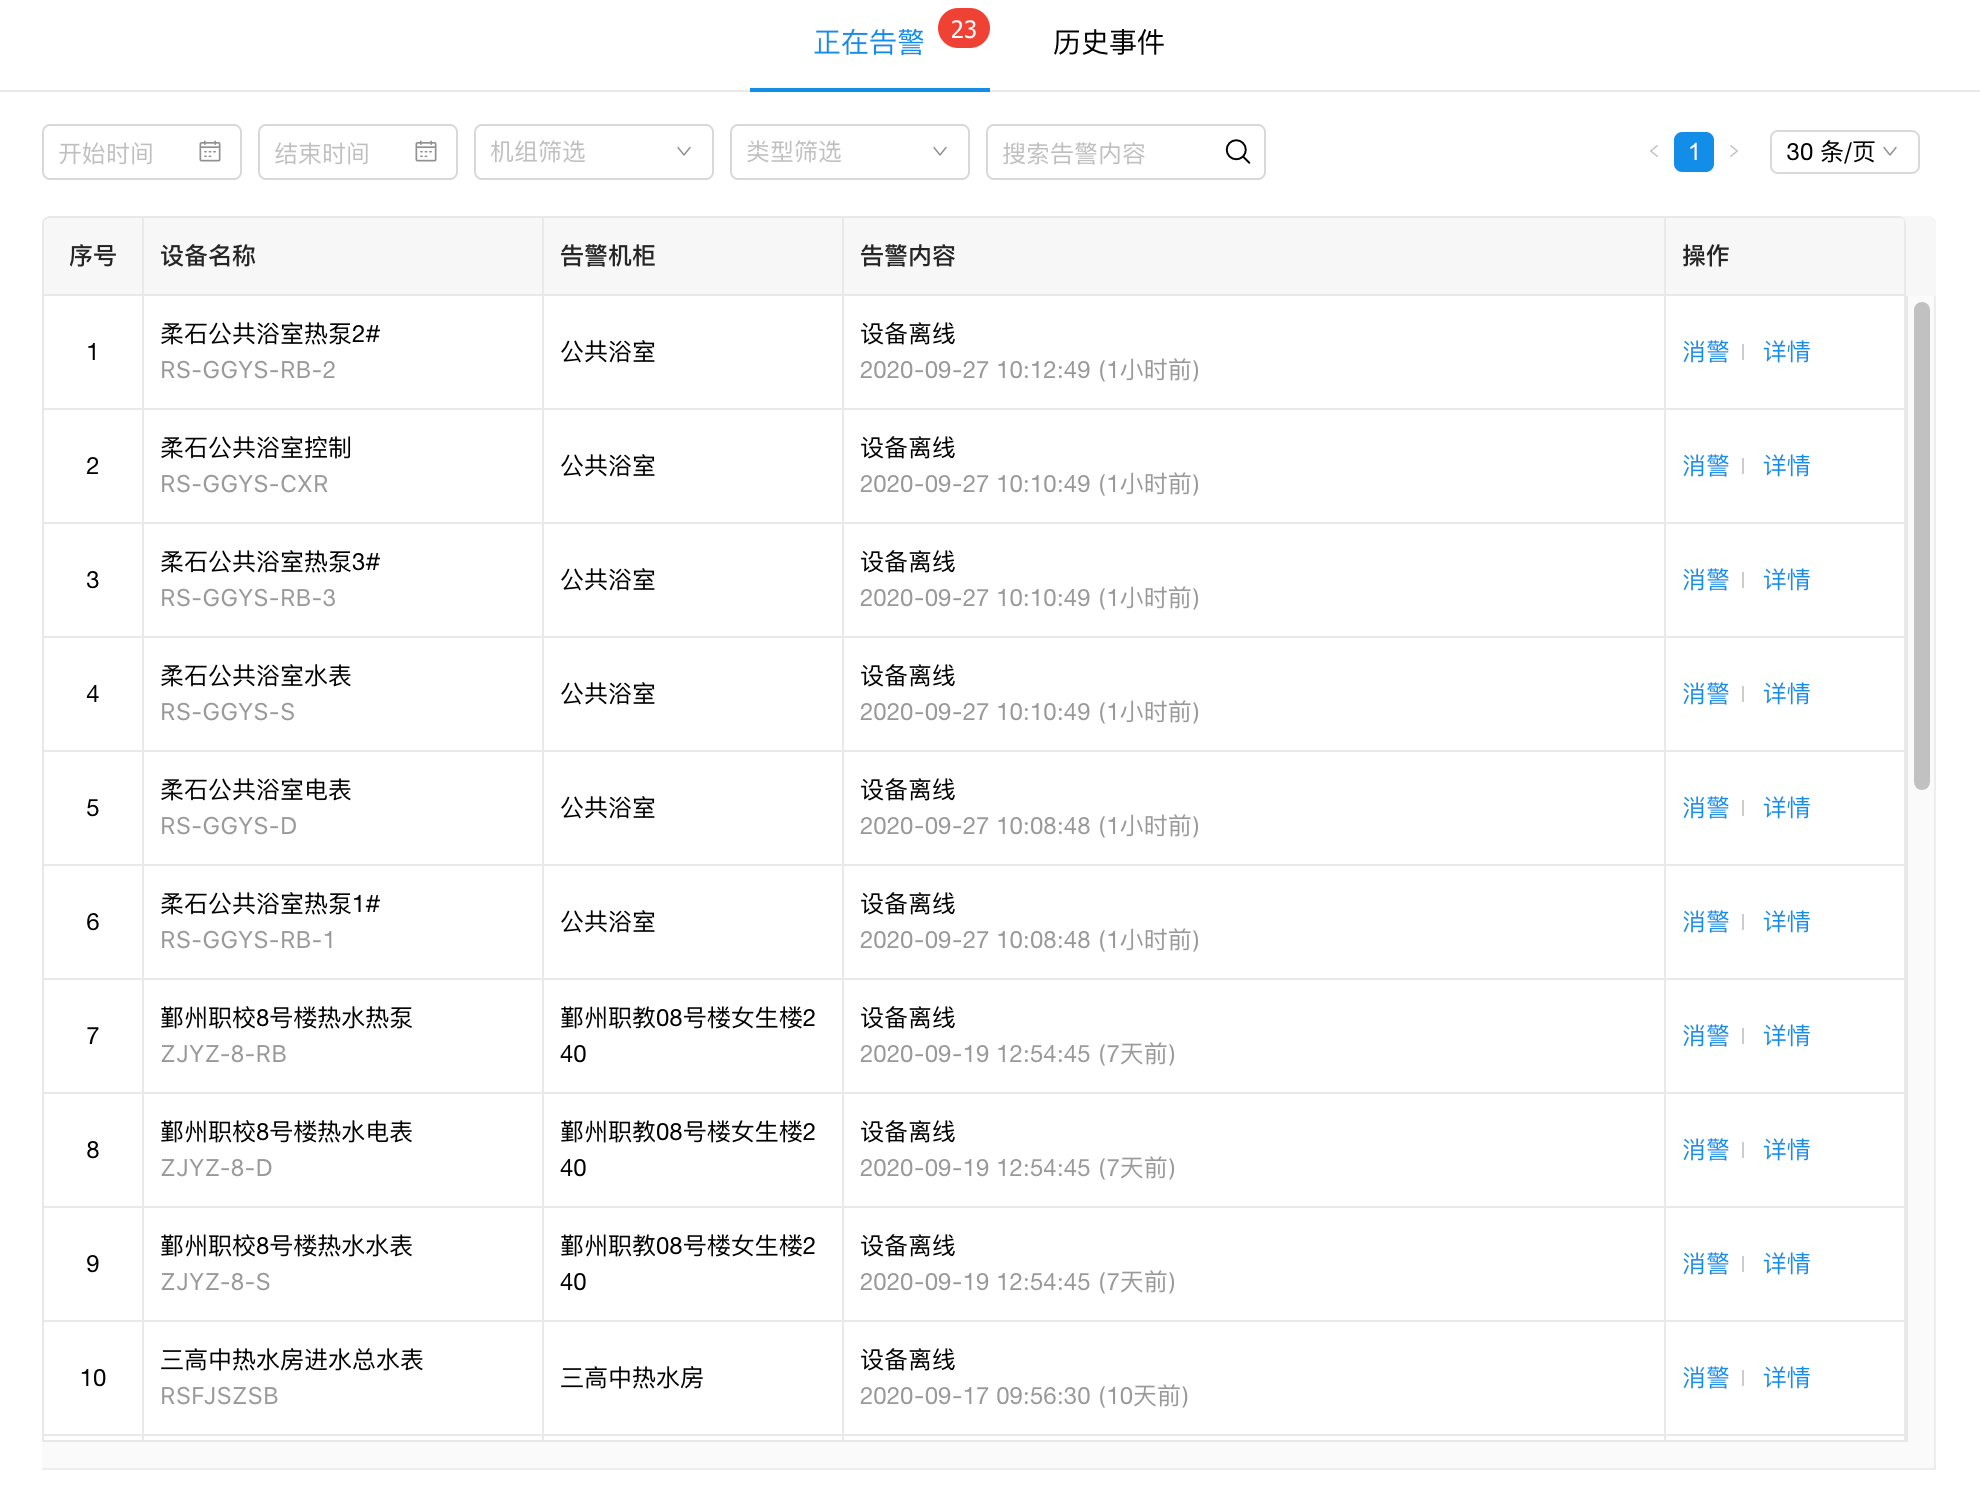 正在告警 23 历史事件
开始时间 结束时间 机组筛选 类型筛选 搜索告警内容 1 30 条/页
序号 设备名称 告警机柜 告警内容 操作
1 柔石公共浴室热泵2# 公共浴室 设备离线 消警 详情
RS-GGYS-RB-2 2020-09-27 10:12:49 (1小时前)
2 柔石公共浴室控制 公共浴室 设备离线 消警 详情
RS-GGYS-CXR 2020-09-27 10:10:49 (1小时前)
3 柔石公共浴室热泵3# 公共浴室 设备离线 消警 详情
RS-GGYS-RB-3 2020-09-27 10:10:49 (1小时前)
4 柔石公共浴室水表 公共浴室 设备离线 消警 详情
RS-GGYS-S 2020-09-27 10:10:49 (1小时前)
5 柔石公共浴室电表 公共浴室 设备离线 消警 详情
RS-GGYS-D 2020-09-27 10:08:48 (1小时前)
6 柔石公共浴室热泵1# 公共浴室 设备离线 消警 详情
RS-GGYS-RB-1 2020-09-27 10:08:48 (1小时前)
7 鄞州职校8号楼热水热泵 鄞州职教08号楼女生楼2 设备离线 消警 详情
ZJYZ-8-RB 40 2020-09-19 12:54:45 (7天前)
8 鄞州职校8号楼热水电表 鄞州职教08号楼女生楼2 设备离线 消警 详情
ZJYZ-8-D 40 2020-09-19 12:54:45 (7天前)
9 鄞州职校8号楼热水水表 鄞州职教08号楼女生楼2 设备离线 消警 详情
ZJYZ-8-S 40 2020-09-19 12:54:45 (7天前)
10 三高中热水房进水总水表 三高中热水房 设备离线 消警 详情
RSFJSZSB 2020-09-17 09:56:30 (10天前)